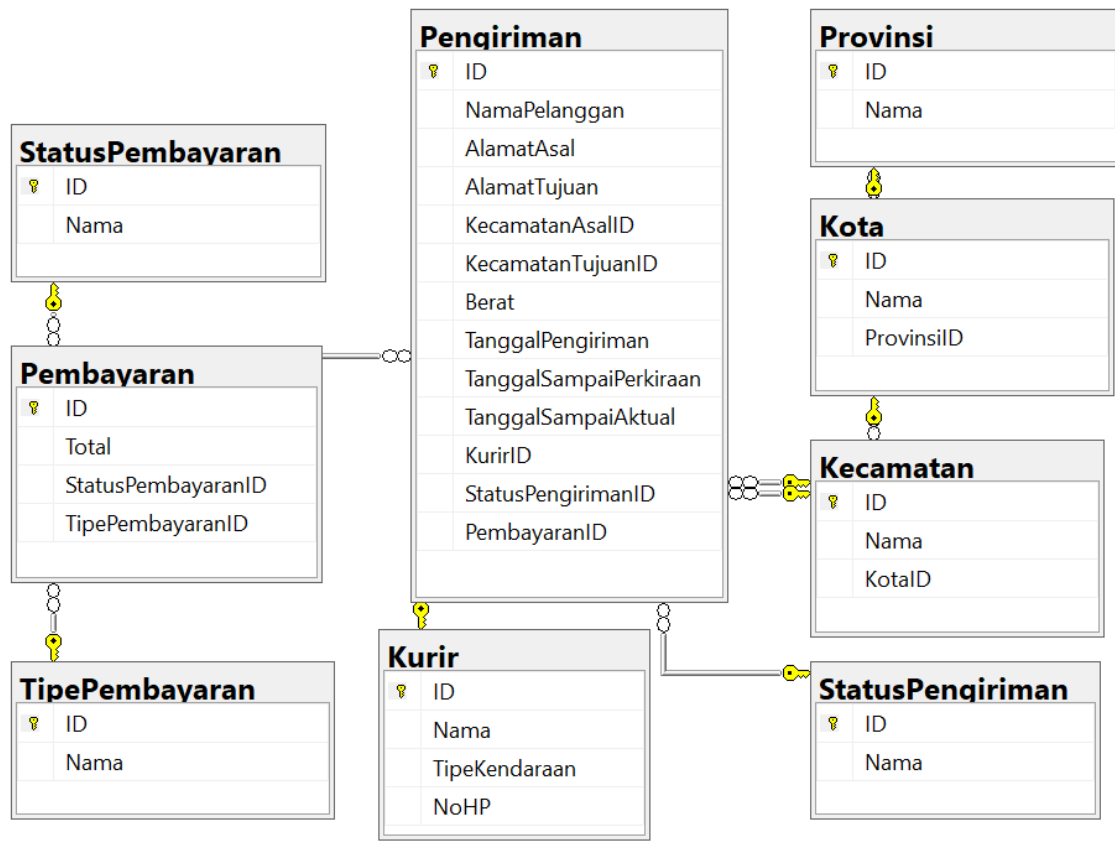 StatusPembayaran
ID
Nama
Pembayaran
ID
Total
StatusPembayaranID
TipePembayaranID
TipePembayaran
ID
Nama
Pengiriman
ID
NamaPelanggan
AlamatAsal
AlamatTujuan
KecamatanAsalID
KecamatanTujuanID
Berat
TanggalPengiriman
TanggalSampaiPerkiraan
TanggalSampaiAktual
KurirID
StatusPengirimanID
PembayaranID
Kurir
ID
Nama
TipeKendaraan
NoHP
Provinsi
ID
Nama
Kota
ID
Nama
ProvinsiID
Kecamatan
ID
Nama
KotaID
StatusPengiriman
ID
Nama